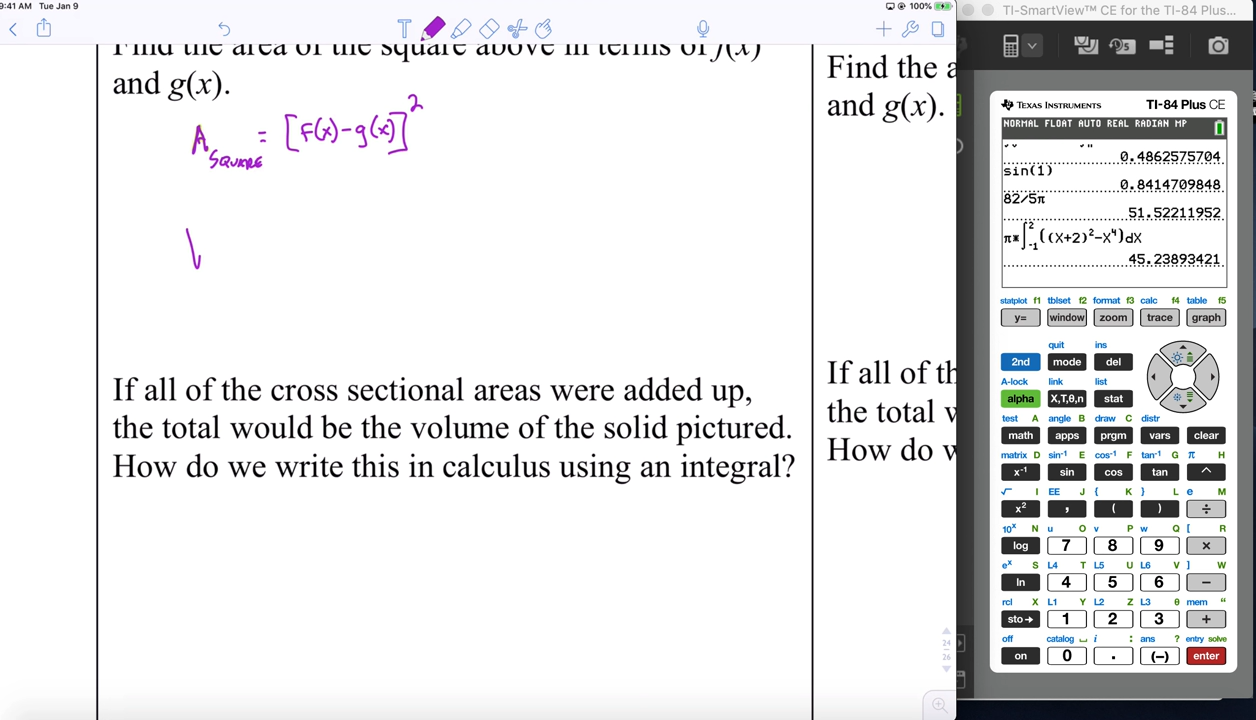 9:41 AM Tue Jan 9
100%
TI-SmartView™ CE for the TI-84 Plus...
Find the area of the square above in terms of f(x)
and g(x).
A SQUARE = [f(x)-g(x)]²
If all of the cross sectional areas were added up,
the total would be the volume of the solid pictured.
How do we write this in calculus using an integral?
Find the a
and g(x).
If all of th
the total w
How do w
24
26
TEXAS INSTRUMENTS TI-84 Plus CE
NORMAL FLOAT AUTO REAL RADIAN MP
0.4862575704
sin(1)
0.8414709848
82/5π
51.52211952
π*∫₋₁²((X+2)²-X⁴)dX
45.23893421
statplot f1 tblset f2 format f3 calc f4 table f5
y= window zoom trace graph
quit ins
2nd mode del
A-lock link list
alpha X,T,θ,n stat
test A angle B draw C distr
math apps prgm vars clear
matrix D sin⁻¹ E cos⁻¹ F tan⁻¹ G π H
x⁻¹ sin cos tan ^
√ I EE J { K } L e M
x² , ( ) ÷
10ˣ N u O v P w Q [ R
log 7 8 9 ×
eˣ S L4 T L5 U L6 V ] W
ln 4 5 6 −
rcl X L1 Y L2 Z L3 θ mem "
sto→ 1 2 3 +
off catalog ␣ i : ans ? entry solve
on 0 . (−) enter